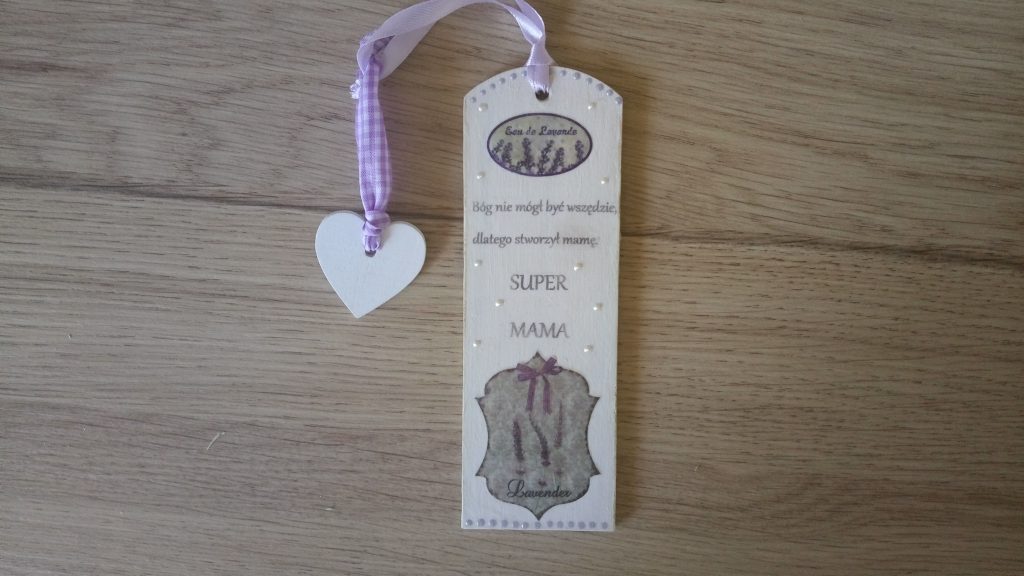 Eau de Lavande
Bóg nie mógł być wszędzie,
dlatego stworzył mamę.
SUPER
MAMA
Lavender